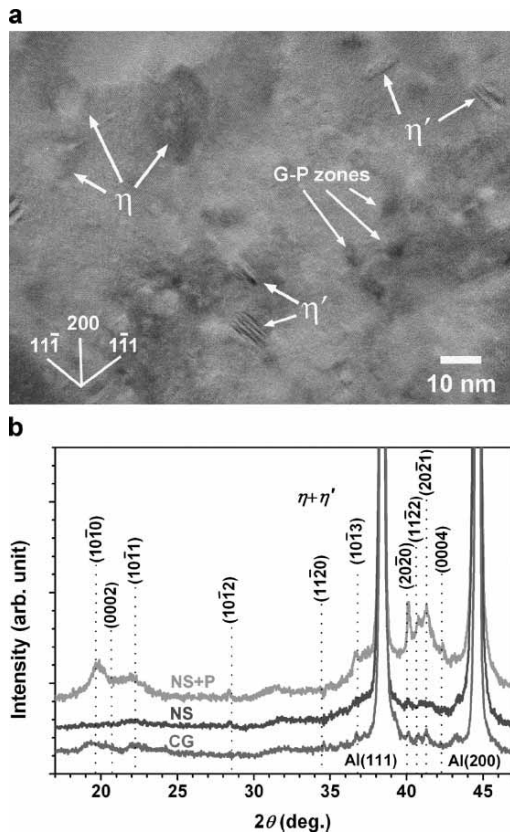 a
η′
η
G-P zones
η′
200
111̄
11̄1
10 nm
b
η+η′
(101̄0)
(0002)
(101̄1)
(101̄2)
(112̄0)
(101̄3)
(202̄0)
(112̄2)
(202̄1)
(0004)
NS+P
NS
CG
Al(111)
Al(200)
Intensity (arb. unit)
20 25 30 35 40 45
2θ (deg.)